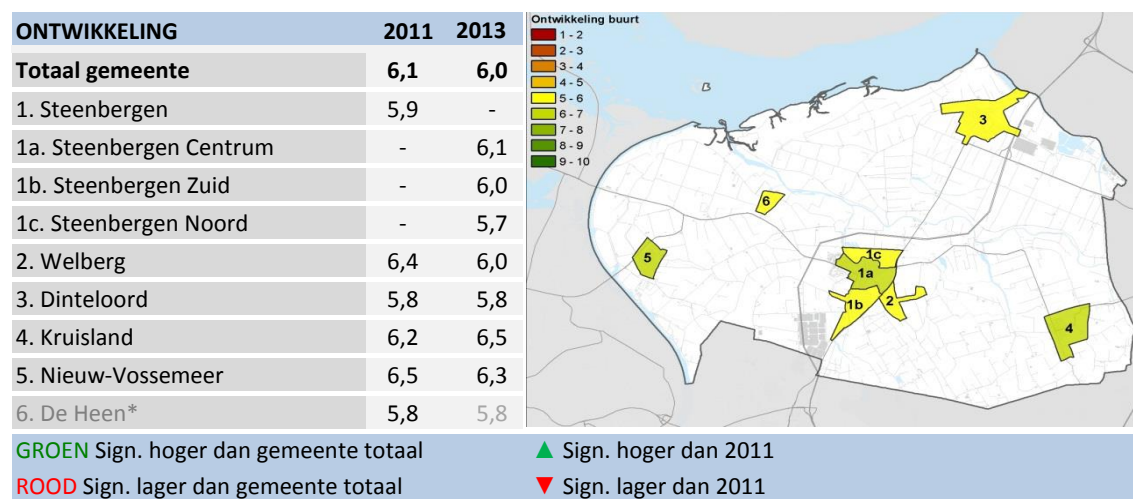 ONTWIKKELING 2011 2013
Totaal gemeente 6,1 6,0
1. Steenbergen 5,9 -
1a. Steenbergen Centrum - 6,1
1b. Steenbergen Zuid - 6,0
1c. Steenbergen Noord - 5,7
2. Welberg 6,4 6,0
3. Dinteloord 5,8 5,8
4. Kruisland 6,2 6,5
5. Nieuw-Vossemeer 6,5 6,3
6. De Heen* 5,8 5,8
Ontwikkeling buurt
1 - 2
2 - 3
3 - 4
4 - 5
5 - 6
6 - 7
7 - 8
8 - 9
9 - 10
3
6
5
1c
1a
1b
2
4
GROEN Sign. hoger dan gemeente totaal
▲ Sign. hoger dan 2011
ROOD Sign. lager dan gemeente totaal
▼ Sign. lager dan 2011